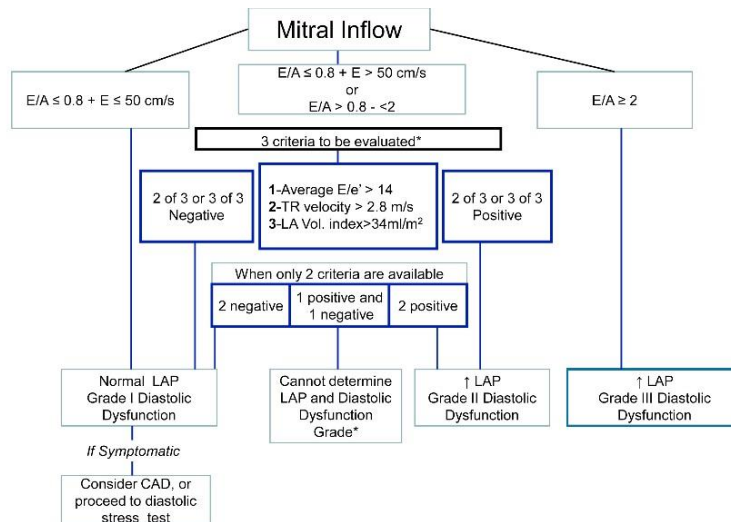 Mitral Inflow
E/A ≤ 0.8 + E ≤ 50 cm/s
E/A ≤ 0.8 + E > 50 cm/s
or
E/A > 0.8 - <2
E/A ≥ 2
3 criteria to be evaluated*
2 of 3 or 3 of 3
Negative
1-Average E/e' > 14
2-TR velocity > 2.8 m/s
3-LA Vol. index>34ml/m²
2 of 3 or 3 of 3
Positive
When only 2 criteria are available
2 negative
1 positive and
1 negative
2 positive
Normal LAP
Grade I Diastolic
Dysfunction
Cannot determine
LAP and Diastolic
Dysfunction
Grade*
↑ LAP
Grade II Diastolic
Dysfunction
↑ LAP
Grade III Diastolic
Dysfunction
If Symptomatic
Consider CAD, or
proceed to diastolic
stress test